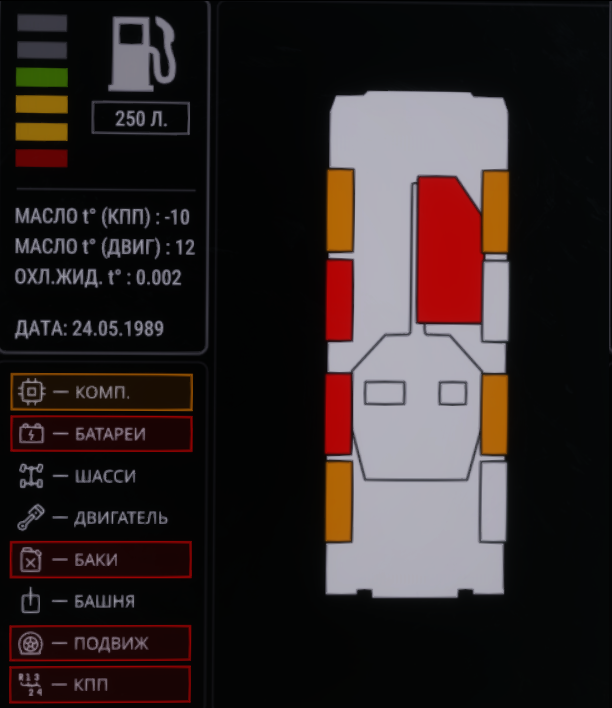 250 Л.
МАСЛО t° (КПП) : -10
МАСЛО t° (ДВИГ) : 12
ОХЛ.ЖИД. t° : 0.002
ДАТА: 24.05.1989
— КОМП.
— БАТАРЕИ
— ШАССИ
— ДВИГАТЕЛЬ
— БАКИ
— БАШНЯ
— ПОДВИЖ
R 1 3
2 4
— КПП